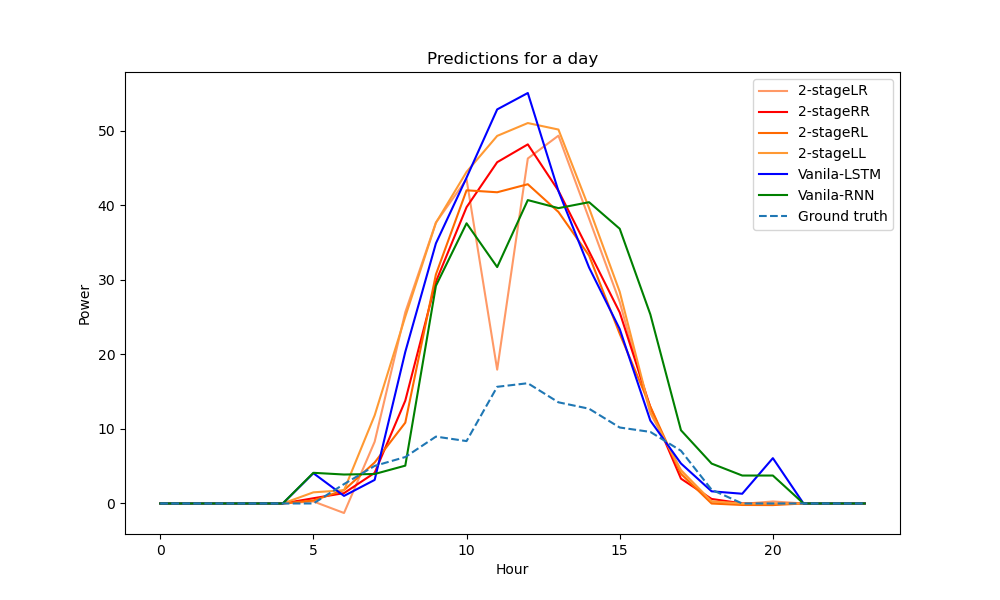 Predictions for a day
2-stageLR
2-stageRR
2-stageRL
2-stageLL
Vanila-LSTM
Vanila-RNN
Ground truth
Power
50
40
30
20
10
0
0 5 10 15 20
Hour